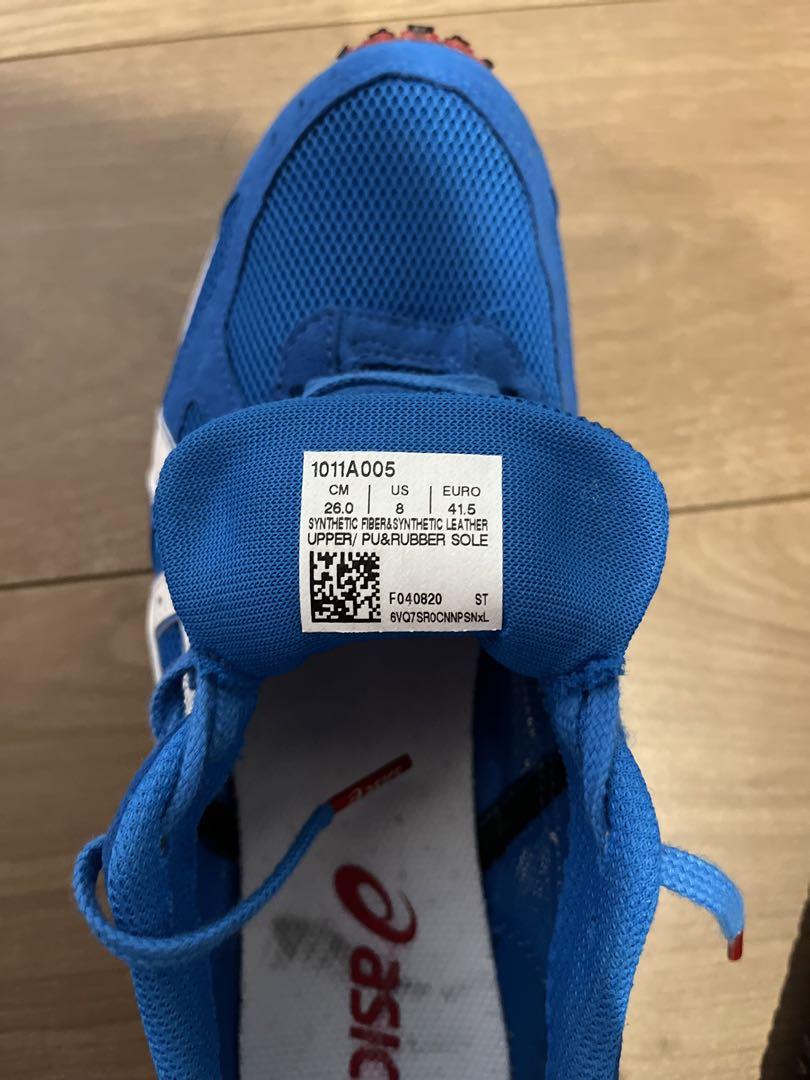 1011A005
CM | US | EURO
26.0 | 8 | 41.5
SYNTHETIC FIBER&SYNTHETIC LEATHER
UPPER/ PU&RUBBER SOLE
F040820 ST
6VQ7SR0CNNPSNxL
asics
asic